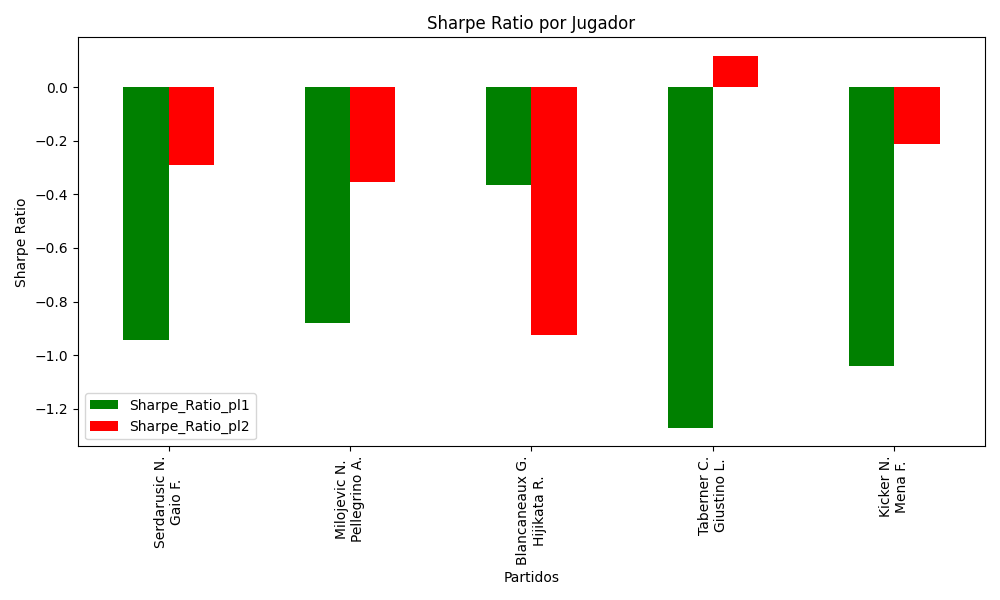 Sharpe Ratio por Jugador
Sharpe Ratio
0.0
−0.2
−0.4
−0.6
−0.8
−1.0
−1.2
Sharpe_Ratio_pl1
Sharpe_Ratio_pl2
Serdarusic N.
Gaio F.
Milojevic N.
Pellegrino A.
Blancaneaux G.
Hijikata R.
Taberner C.
Giustino L.
Kicker N.
Mena F.
Partidos